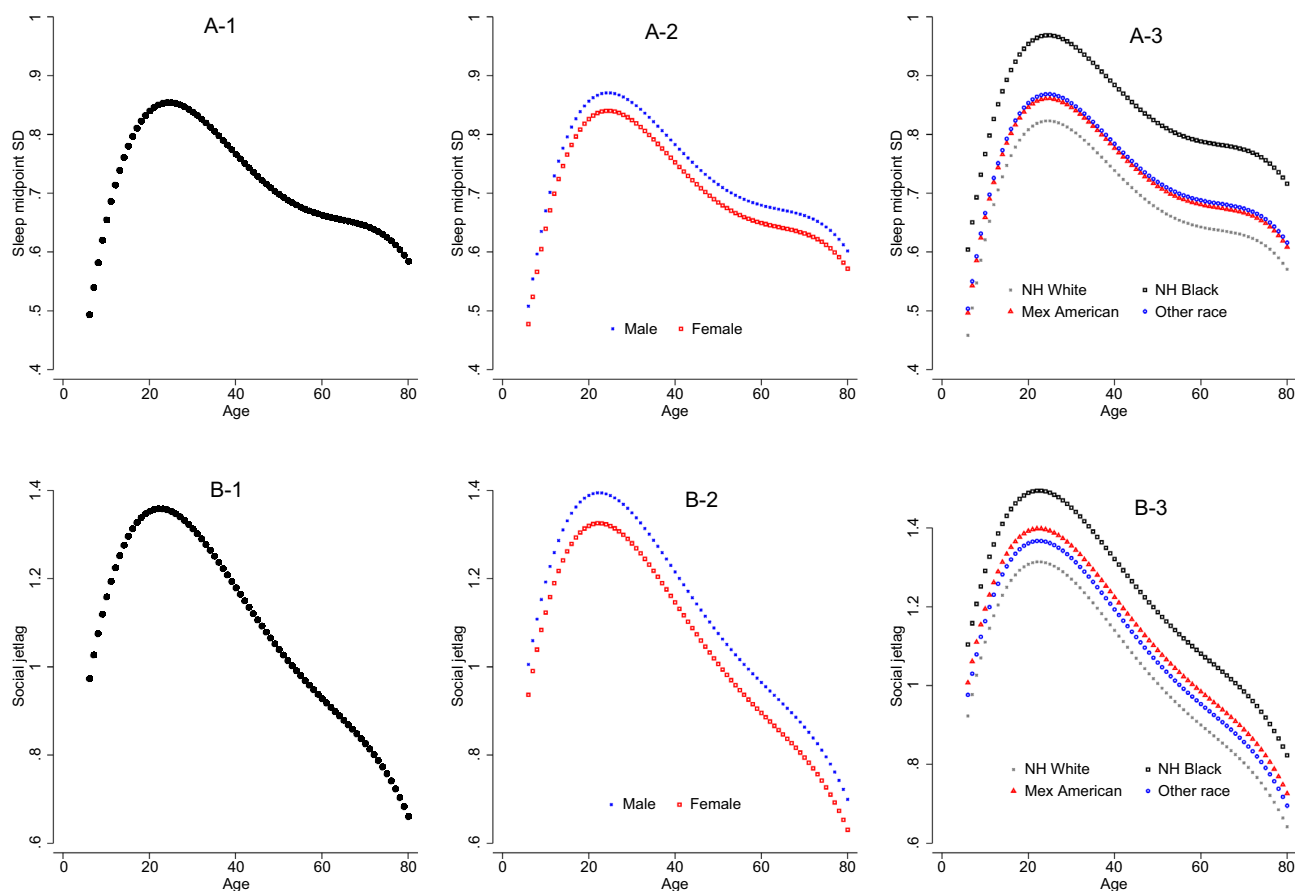 A-1
Sleep midpoint SD
1
.9
.8
.7
.6
.5
.4
0 20 40 60 80
Age
A-2
Sleep midpoint SD
1
.9
.8
.7
.6
.5
.4
Male Female
0 20 40 60 80
Age
A-3
Sleep midpoint SD
1
.9
.8
.7
.6
.5
.4
NH White NH Black
Mex American Other race
0 20 40 60 80
Age
B-1
Social jetlag
1.4
1.2
1
.8
.6
0 20 40 60 80
Age
B-2
Social jetlag
1.4
1.2
1
.8
.6
Male Female
0 20 40 60 80
Age
B-3
Social jetlag
1.4
1.2
1
.8
.6
NH White NH Black
Mex American Other race
0 20 40 60 80
Age